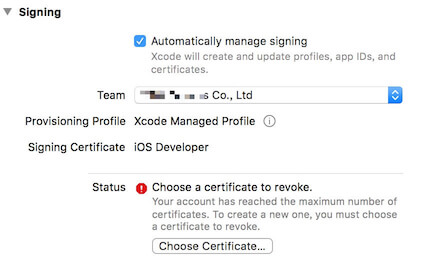 Signing
Automatically manage signing
Xcode will create and update profiles, app IDs, and
certificates.
Team s Co., Ltd
Provisioning Profile Xcode Managed Profile
Signing Certificate iOS Developer
Status Choose a certificate to revoke.
Your account has reached the maximum number of
certificates. To create a new one, you must choose
a certificate to revoke.
Choose Certificate...